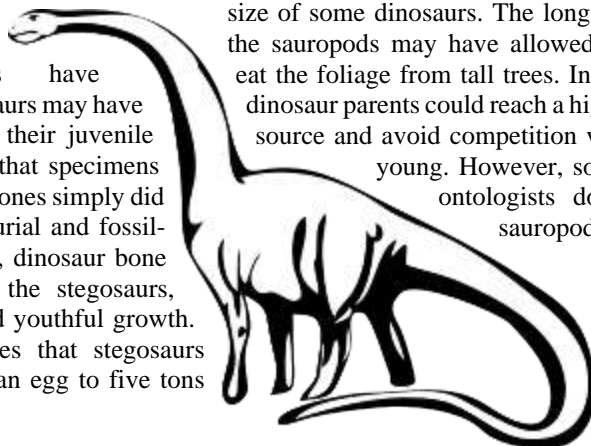 s have
aurs may have
their juvenile
that specimens
ones simply did
urial and fossil-
, dinosaur bone
the stegosaurs,
d youthful growth.
es that stegosaurs
an egg to five tons
size of some dinosaurs. The long
the sauropods may have allowed
eat the foliage from tall trees. In
dinosaur parents could reach a hig
source and avoid competition w
young. However, so
ontologists do
sauropod